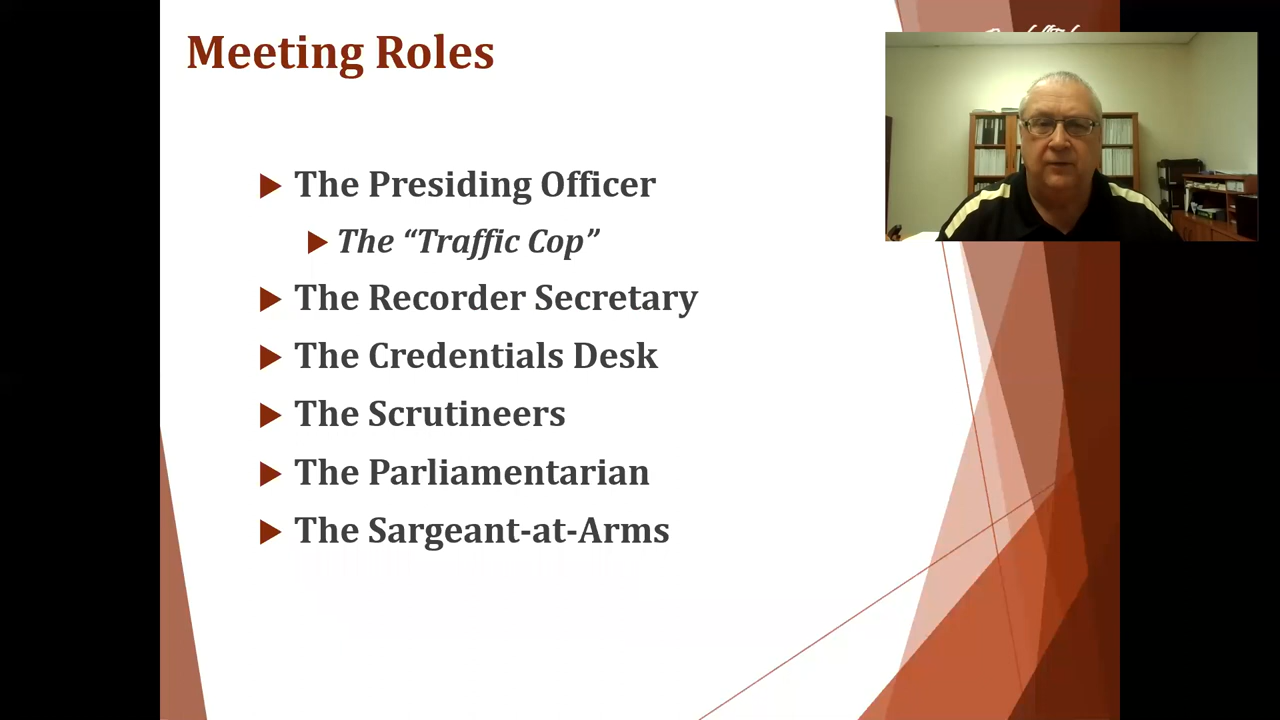 Meeting Roles
The Presiding Officer
The “Traffic Cop”
The Recorder Secretary
The Credentials Desk
The Scrutineers
The Parliamentarian
The Sargeant-at-Arms